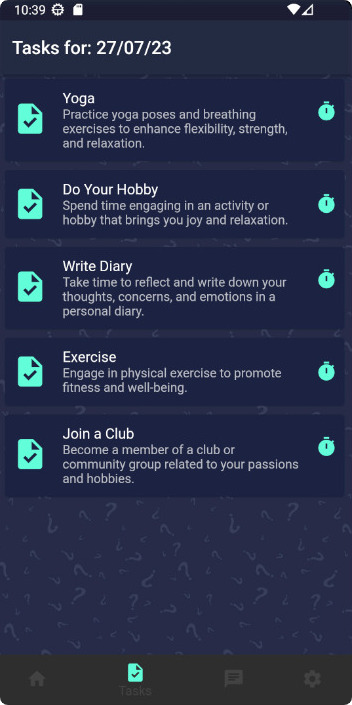 10:39
Tasks for: 27/07/23
Yoga
Practice yoga poses and breathing
exercises to enhance flexibility, strength,
and relaxation.
Do Your Hobby
Spend time engaging in an activity or
hobby that brings you joy and relaxation.
Write Diary
Take time to reflect and write down your
thoughts, concerns, and emotions in a
personal diary.
Exercise
Engage in physical exercise to promote
fitness and well-being.
Join a Club
Become a member of a club or
community group related to your passions
and hobbies.
Tasks